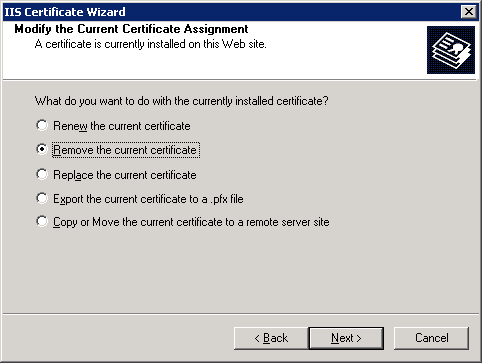 IIS Certificate Wizard
Modify the Current Certificate Assignment
A certificate is currently installed on this Web site.
What do you want to do with the currently installed certificate?
Renew the current certificate
Remove the current certificate
Replace the current certificate
Export the current certificate to a .pfx file
Copy or Move the current certificate to a remote server site
< Back
Next >
Cancel